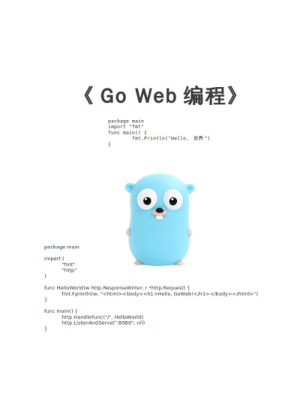 《 Go Web 编程》
package main
import "fmt"
func main() {
fmt.Println("Hello, 世界")
}
package main
import (
"fmt"
"http"
)
func HelloWorld(w http.ResponseWriter, r *http.Request) {
fmt.Fprintf(w, "<html><body><h1>Hello, GoWeb!</h1></body></html>")
}
func main() {
http.HandleFunc("/", HelloWorld)
http.ListenAndServe(":8080", nil)
}